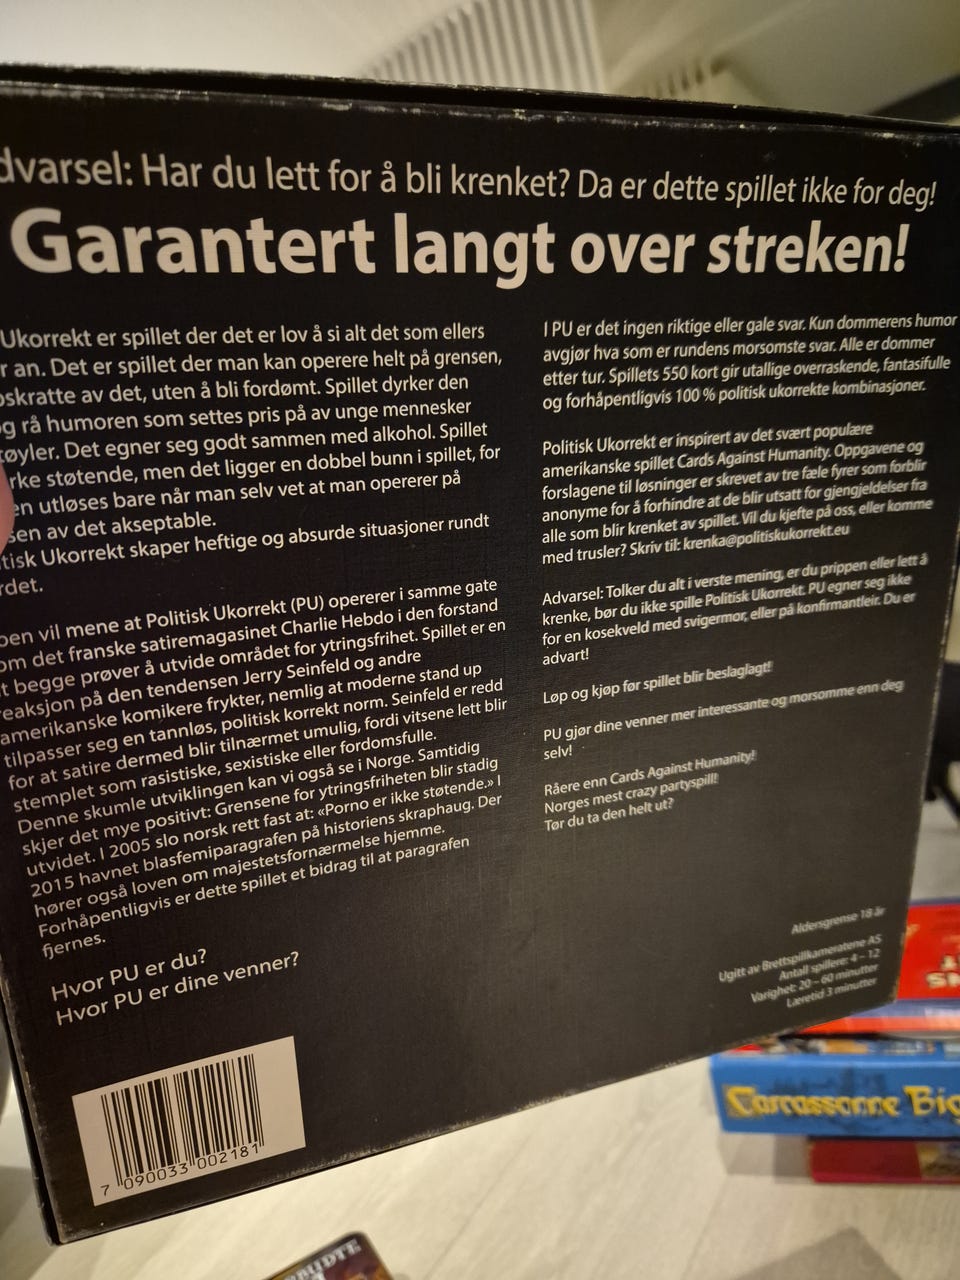 dvarsel: Har du lett for å bli krenket? Da er dette spillet ikke for deg!
Garantert langt over streken!
Ukorrekt er spillet der det er lov å si alt det som ellers
r an. Det er spillet der man kan operere helt på grensen,
oskratte av det, uten å bli fordømt. Spillet dyrker den
g rå humoren som settes pris på av unge mennesker
øyler. Det egner seg godt sammen med alkohol. Spillet
rke støtende, men det ligger en dobbel bunn i spillet, for
en utløses bare når man selv vet at man opererer på
sen av det akseptable.
tisk Ukorrekt skaper heftige og absurde situasjoner rundt
rdet.
oen vil mene at Politisk Ukorrekt (PU) opererer i samme gate
om det franske satiremagasinet Charlie Hebdo i den forstand
t begge prøver å utvide området for ytringsfrihet. Spillet er en
reaksjon på den tendensen Jerry Seinfeld og andre
amerikanske komikere frykter, nemlig at moderne stand up
tilpasser seg en tannløs, politisk korrekt norm. Seinfeld er redd
for at satire dermed blir tilnærmet umulig, fordi vitsene lett blir
stemplet som rasistiske, sexistiske eller fordomsfulle.
Denne skumle utviklingen kan vi også se i Norge. Samtidig
skjer det mye positivt: Grensene for ytringsfriheten blir stadig
utvidet. I 2005 slo norsk rett fast at: «Porno er ikke støtende.» I
2015 havnet blasfemiparagrafen på historiens skraphaug. Der
hører også loven om majestetsfornærmelse hjemme.
Forhåpentligvis er dette spillet et bidrag til at paragrafen
fjernes.
Hvor PU er du?
Hvor PU er dine venner?
7 090033 002181
I PU er det ingen riktige eller gale svar. Kun dommerens humor
avgjør hva som er rundens morsomste svar. Alle er dommer
etter tur. Spillets 550 kort gir utallige overraskende, fantasifulle
og forhåpentligvis 100 % politisk ukorrekte kombinasjoner.
Politisk Ukorrekt er inspirert av det svært populære
amerikanske spillet Cards Against Humanity. Oppgavene og
forslagene til løsninger er skrevet av tre fæle fyrer som forblir
anonyme for å forhindre at de blir utsatt for gjengjeldelser fra
alle som blir krenket av spillet. Vil du kjefte på oss, eller komme
med trusler? Skriv til: krenka@politiskukorrekt.eu
Advarsel: Tolker du alt i verste mening, er du prippen eller lett å
krenke, bør du ikke spille Politisk Ukorrekt. PU egner seg ikke
for en kosekveld med svigermor, eller på konfirmantleir. Du er
advart!
Løp og kjøp før spillet blir beslaglagt!
PU gjør dine venner mer interessante og morsomme enn deg
selv!
Råere enn Cards Against Humanity!
Norges mest crazy partyspill!
Tør du ta den helt ut?
Aldersgrense 18 år
Ugitt av Brettspillkameratene AS
Antall spillere: 4 – 12
Varighet: 20 – 60 minutter
Læretid 3 minutter
Carcassonne Big